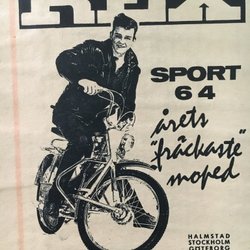 REX
SPORT
64
årets
"fräckaste
moped
HALMSTAD
STOCKHOLM
GÖTEBORG